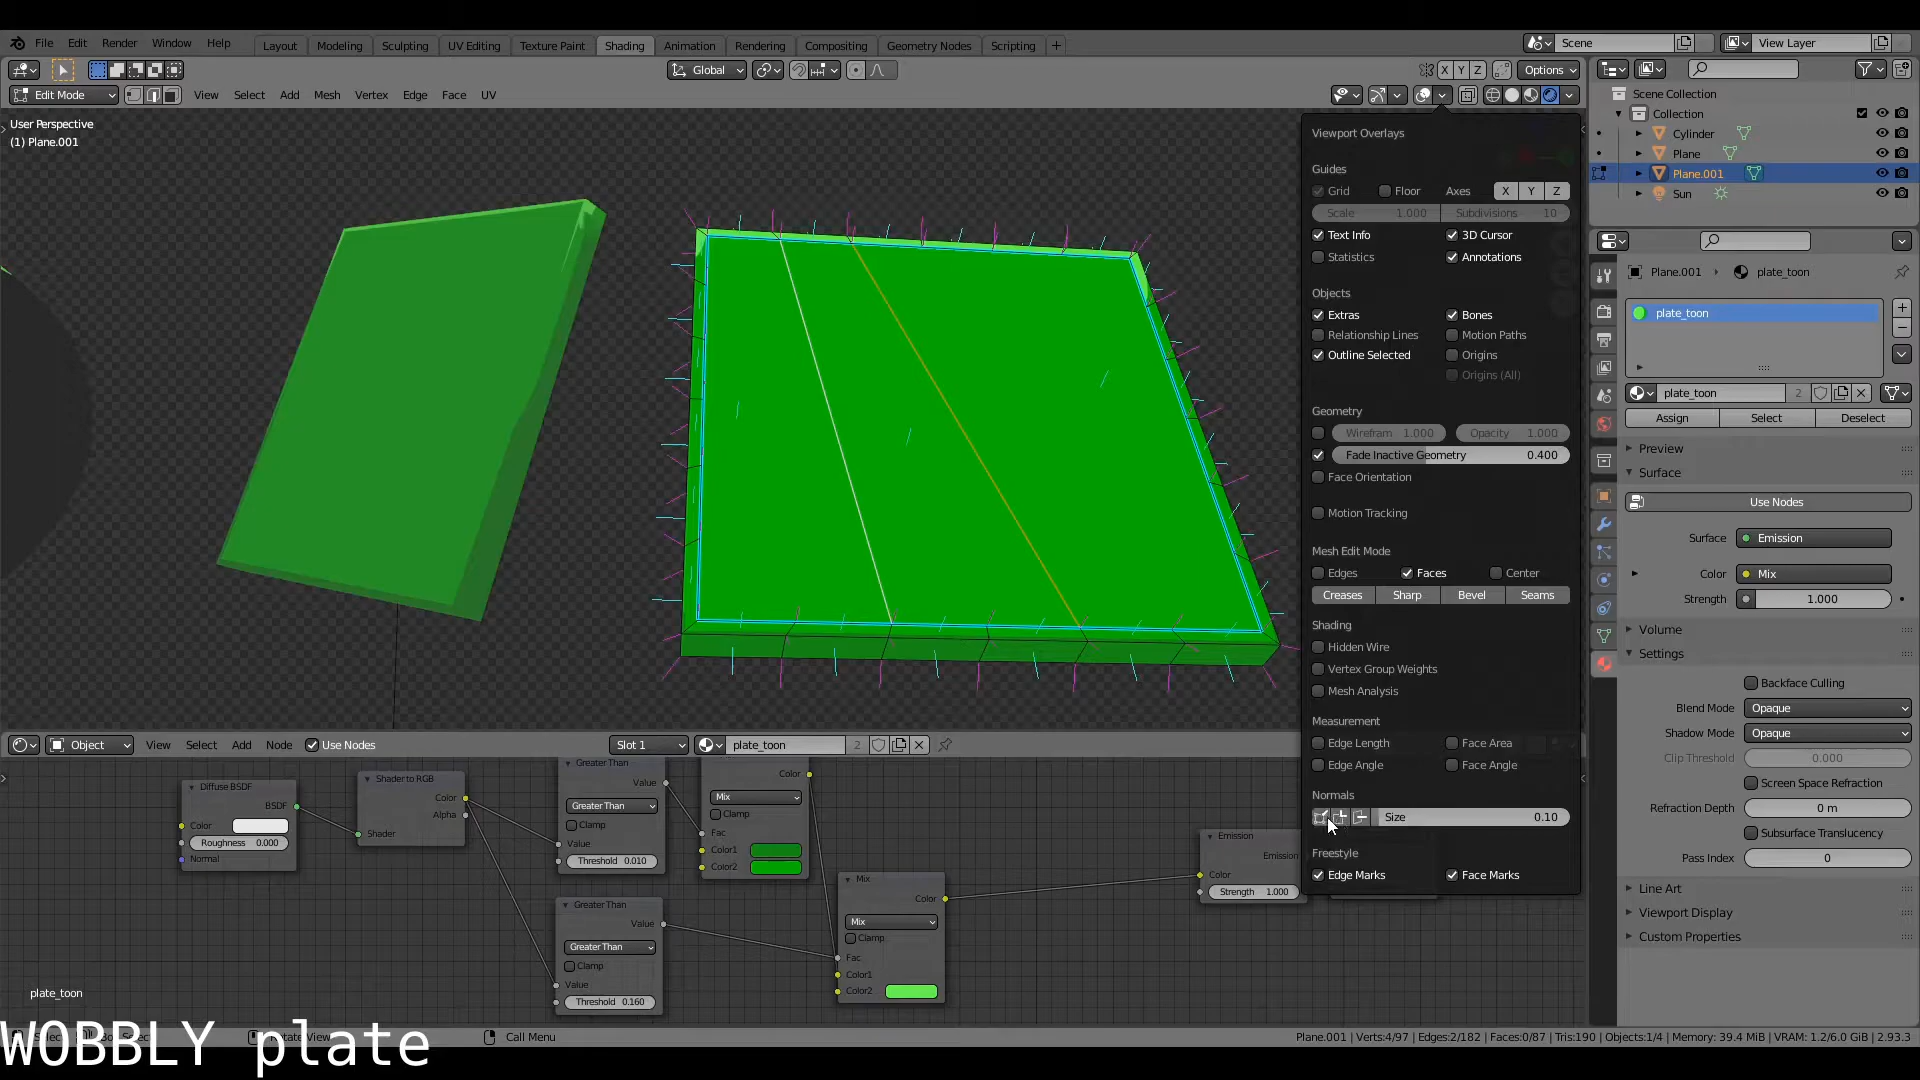 File Edit Render Window Help Layout Modeling Sculpting UV Editing Texture Paint Shading Animation Rendering Compositing Geometry Nodes Scripting + Scene View Layer
Global X Y Z Options
Edit Mode View Select Add Mesh Vertex Edge Face UV
User Perspective
(1) Plane.001
Viewport Overlays
Guides
Grid Floor Axes X Y Z
Scale 1.000 Subdivisions 10
Text Info 3D Cursor
Statistics Annotations
Objects
Extras Bones
Relationship Lines Motion Paths
Outline Selected Origins
Origins (All)
Geometry
Wirefram 1.000 Opacity 1.000
Fade Inactive Geometry 0.400
Face Orientation
Motion Tracking
Mesh Edit Mode
Edges Faces Center
Creases Sharp Bevel Seams
Shading
Hidden Wire
Vertex Group Weights
Mesh Analysis
Measurement
Edge Length Face Area
Edge Angle Face Angle
Normals
Size 0.10
Freestyle
Edge Marks Face Marks
Scene Collection
Collection
Cylinder
Plane
Plane.001
Sun
Plane.001 › plate_toon
plate_toon
plate_toon 2
Assign Select Deselect
Preview
Surface
Use Nodes
Surface Emission
Color Mix
Strength 1.000
Volume
Settings
Backface Culling
Blend Mode Opaque
Shadow Mode Opaque
Clip Threshold 0.000
Screen Space Refraction
Refraction Depth 0 m
Subsurface Translucency
Pass Index 0
Line Art
Viewport Display
Custom Properties
Object View Select Add Node Use Nodes Slot 1 plate_toon 2
Diffuse BSDF
BSDF
Color
Roughness 0.000
Normal
Shader to RGB
Color
Alpha
Shader
Greater Than
Value
Greater Than
Clamp
Value
Threshold 0.010
Color
Mix
Clamp
Fac
Color1
Color2
Greater Than
Value
Greater Than
Clamp
Value
Threshold 0.160
Mix
Color
Mix
Clamp
Fac
Color1
Color2
Emission
Emission
Color
Strength 1.000
plate_toon
WOBBLY plate
Call Menu
Plane.001 | Verts:4/97 | Edges:2/182 | Faces:0/87 | Tris:190 | Objects:1/4 | Memory: 39.4 MiB | VRAM: 1.2/6.0 GiB | 2.93.3